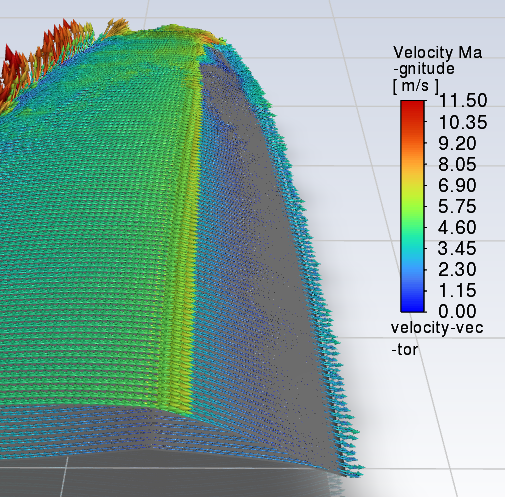 Velocity Ma
-gnitude
[ m/s ]
11.50
10.35
9.20
8.05
6.90
5.75
4.60
3.45
2.30
1.15
0.00
velocity-vec
-tor